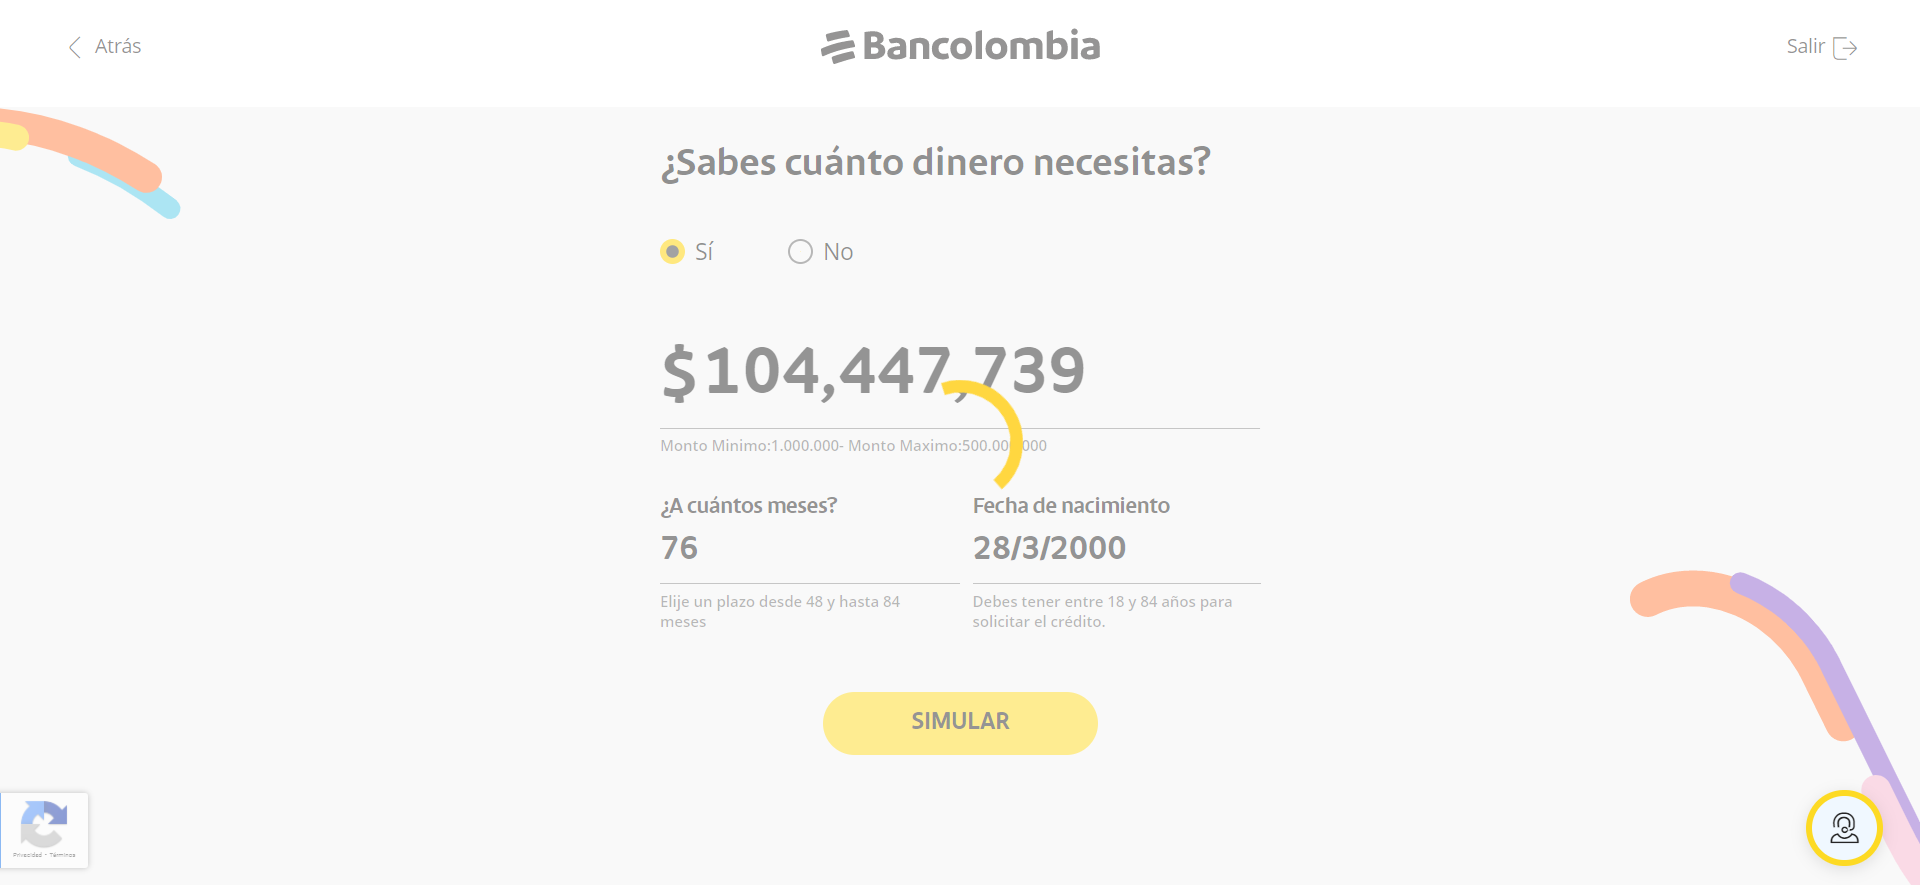 Atrás
Bancolombia
Salir
¿Sabes cuánto dinero necesitas?
Sí No
$104,447,739
Monto Minimo:1.000.000- Monto Maximo:500.000.000
¿A cuántos meses?
76
Elije un plazo desde 48 y hasta 84
meses
Fecha de nacimiento
28/3/2000
Debes tener entre 18 y 84 años para
solicitar el crédito.
SIMULAR
Privacidad - Términos